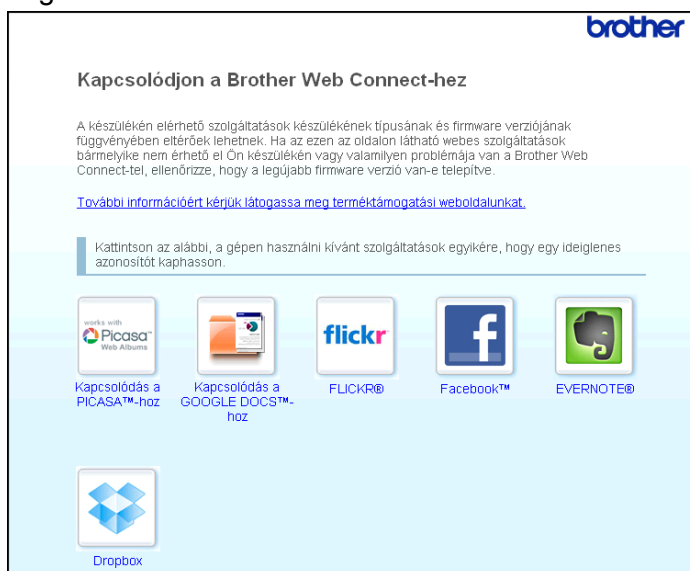 brother
Kapcsolódjon a Brother Web Connect-hez
A készülékén elérhető szolgáltatások készülékének típusának és firmware verziójának
függvényében eltérőek lehetnek. Ha az ezen az oldalon látható webes szolgáltatások
bármelyike nem érhető el Ön készülékén vagy valamilyen problémája van a Brother Web
Connect-tel, ellenőrizze, hogy a legújabb firmware verzió van-e telepítve.
További információért kérjük látogassa meg terméktámogatási weboldalunkat.
Kattintson az alábbi, a gépen használni kívánt szolgáltatások egyikére, hogy egy ideiglenes
azonosítót kaphasson.
works with
Picasa™
Web Albums
flickr
f
Kapcsolódás a
PICASA™-hoz
Kapcsolódás a
GOOGLE DOCS™-
hoz
FLICKR®
Facebook™
EVERNOTE®
Dropbox